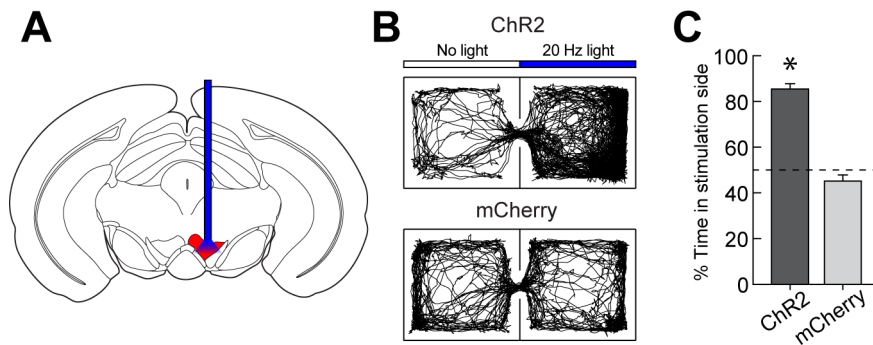 A
B
ChR2
No light
20 Hz light
mCherry
C
% Time in stimulation side
100
80
60
40
20
0
*
ChR2
mCherry